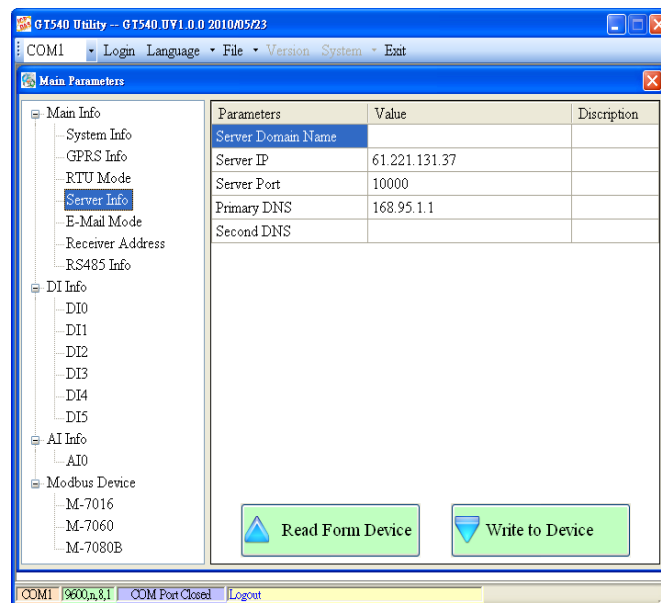 GT540 Utility -- GT540.UV1.0.0 2010/05/23
COM1 Login Language File Version System Exit
Main Parameters
Main Info
System Info
GPRS Info
RTU Mode
Server Info
E-Mail Mode
Receiver Address
RS485 Info
DI Info
DI0
DI1
DI2
DI3
DI4
DI5
AI Info
AI0
Modbus Device
M-7016
M-7060
M-7080B
Parameters Value Discription
Server Domain Name
Server IP 61.221.131.37
Server Port 10000
Primary DNS 168.95.1.1
Second DNS
Read Form Device Write to Device
COM1 9600,n,8,1 COM Port Closed Logout